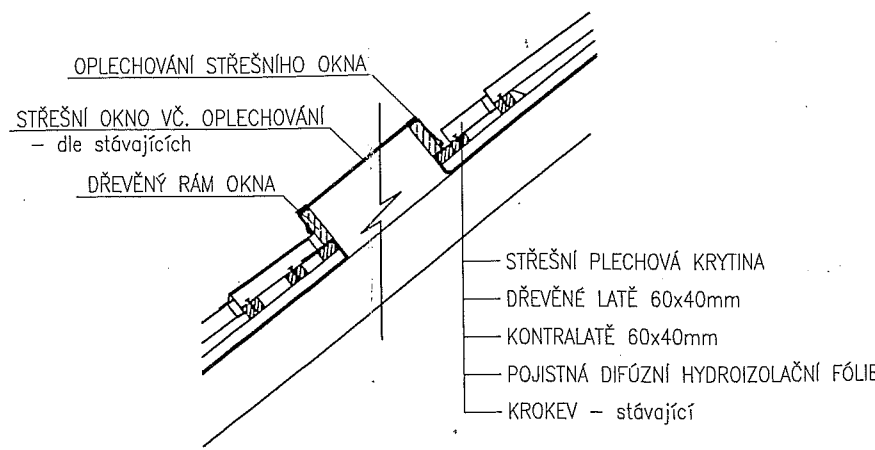 OPLECHOVÁNÍ STŘEŠNÍHO OKNA
STŘEŠNÍ OKNO VČ. OPLECHOVÁNÍ
– dle stávajících
DŘEVĚNÝ RÁM OKNA
STŘEŠNÍ PLECHOVÁ KRYTINA
DŘEVĚNÉ LATĚ 60x40mm
KONTRALATĚ 60x40mm
POJISTNÁ DIFÚZNÍ HYDROIZOLAČNÍ FÓLIE
KROKEV – stávající